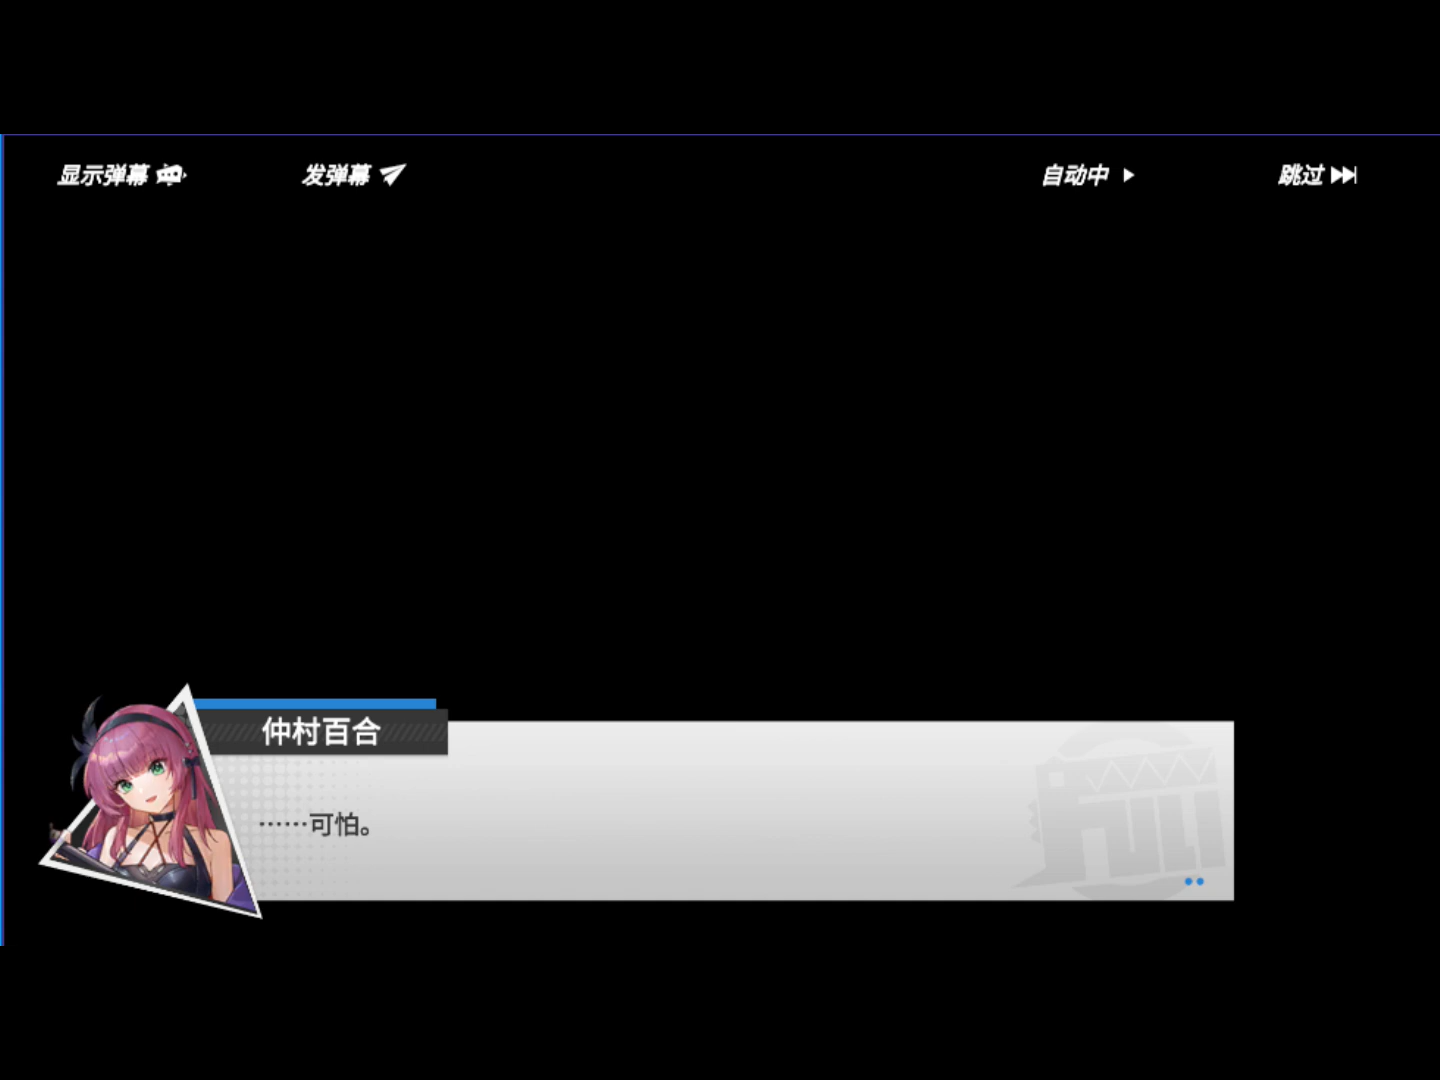 显示弹幕
发弹幕
自动中
跳过
仲村百合
……可怕。